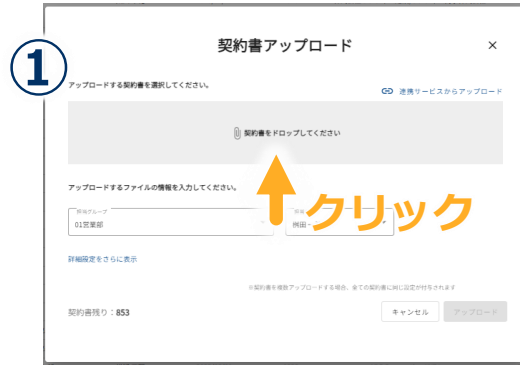 ①
契約書アップロード
×
アップロードする契約書を選択してください。
連携サービスからアップロード
契約書をドロップしてください
アップロードするファイルの情報を入力してください。
担当グループ
01営業部
クリック
詳細設定をさらに表示
※契約書を複数アップロードする場合、全ての契約書に同じ設定が付与されます
契約書残り：853
キャンセル
アップロード